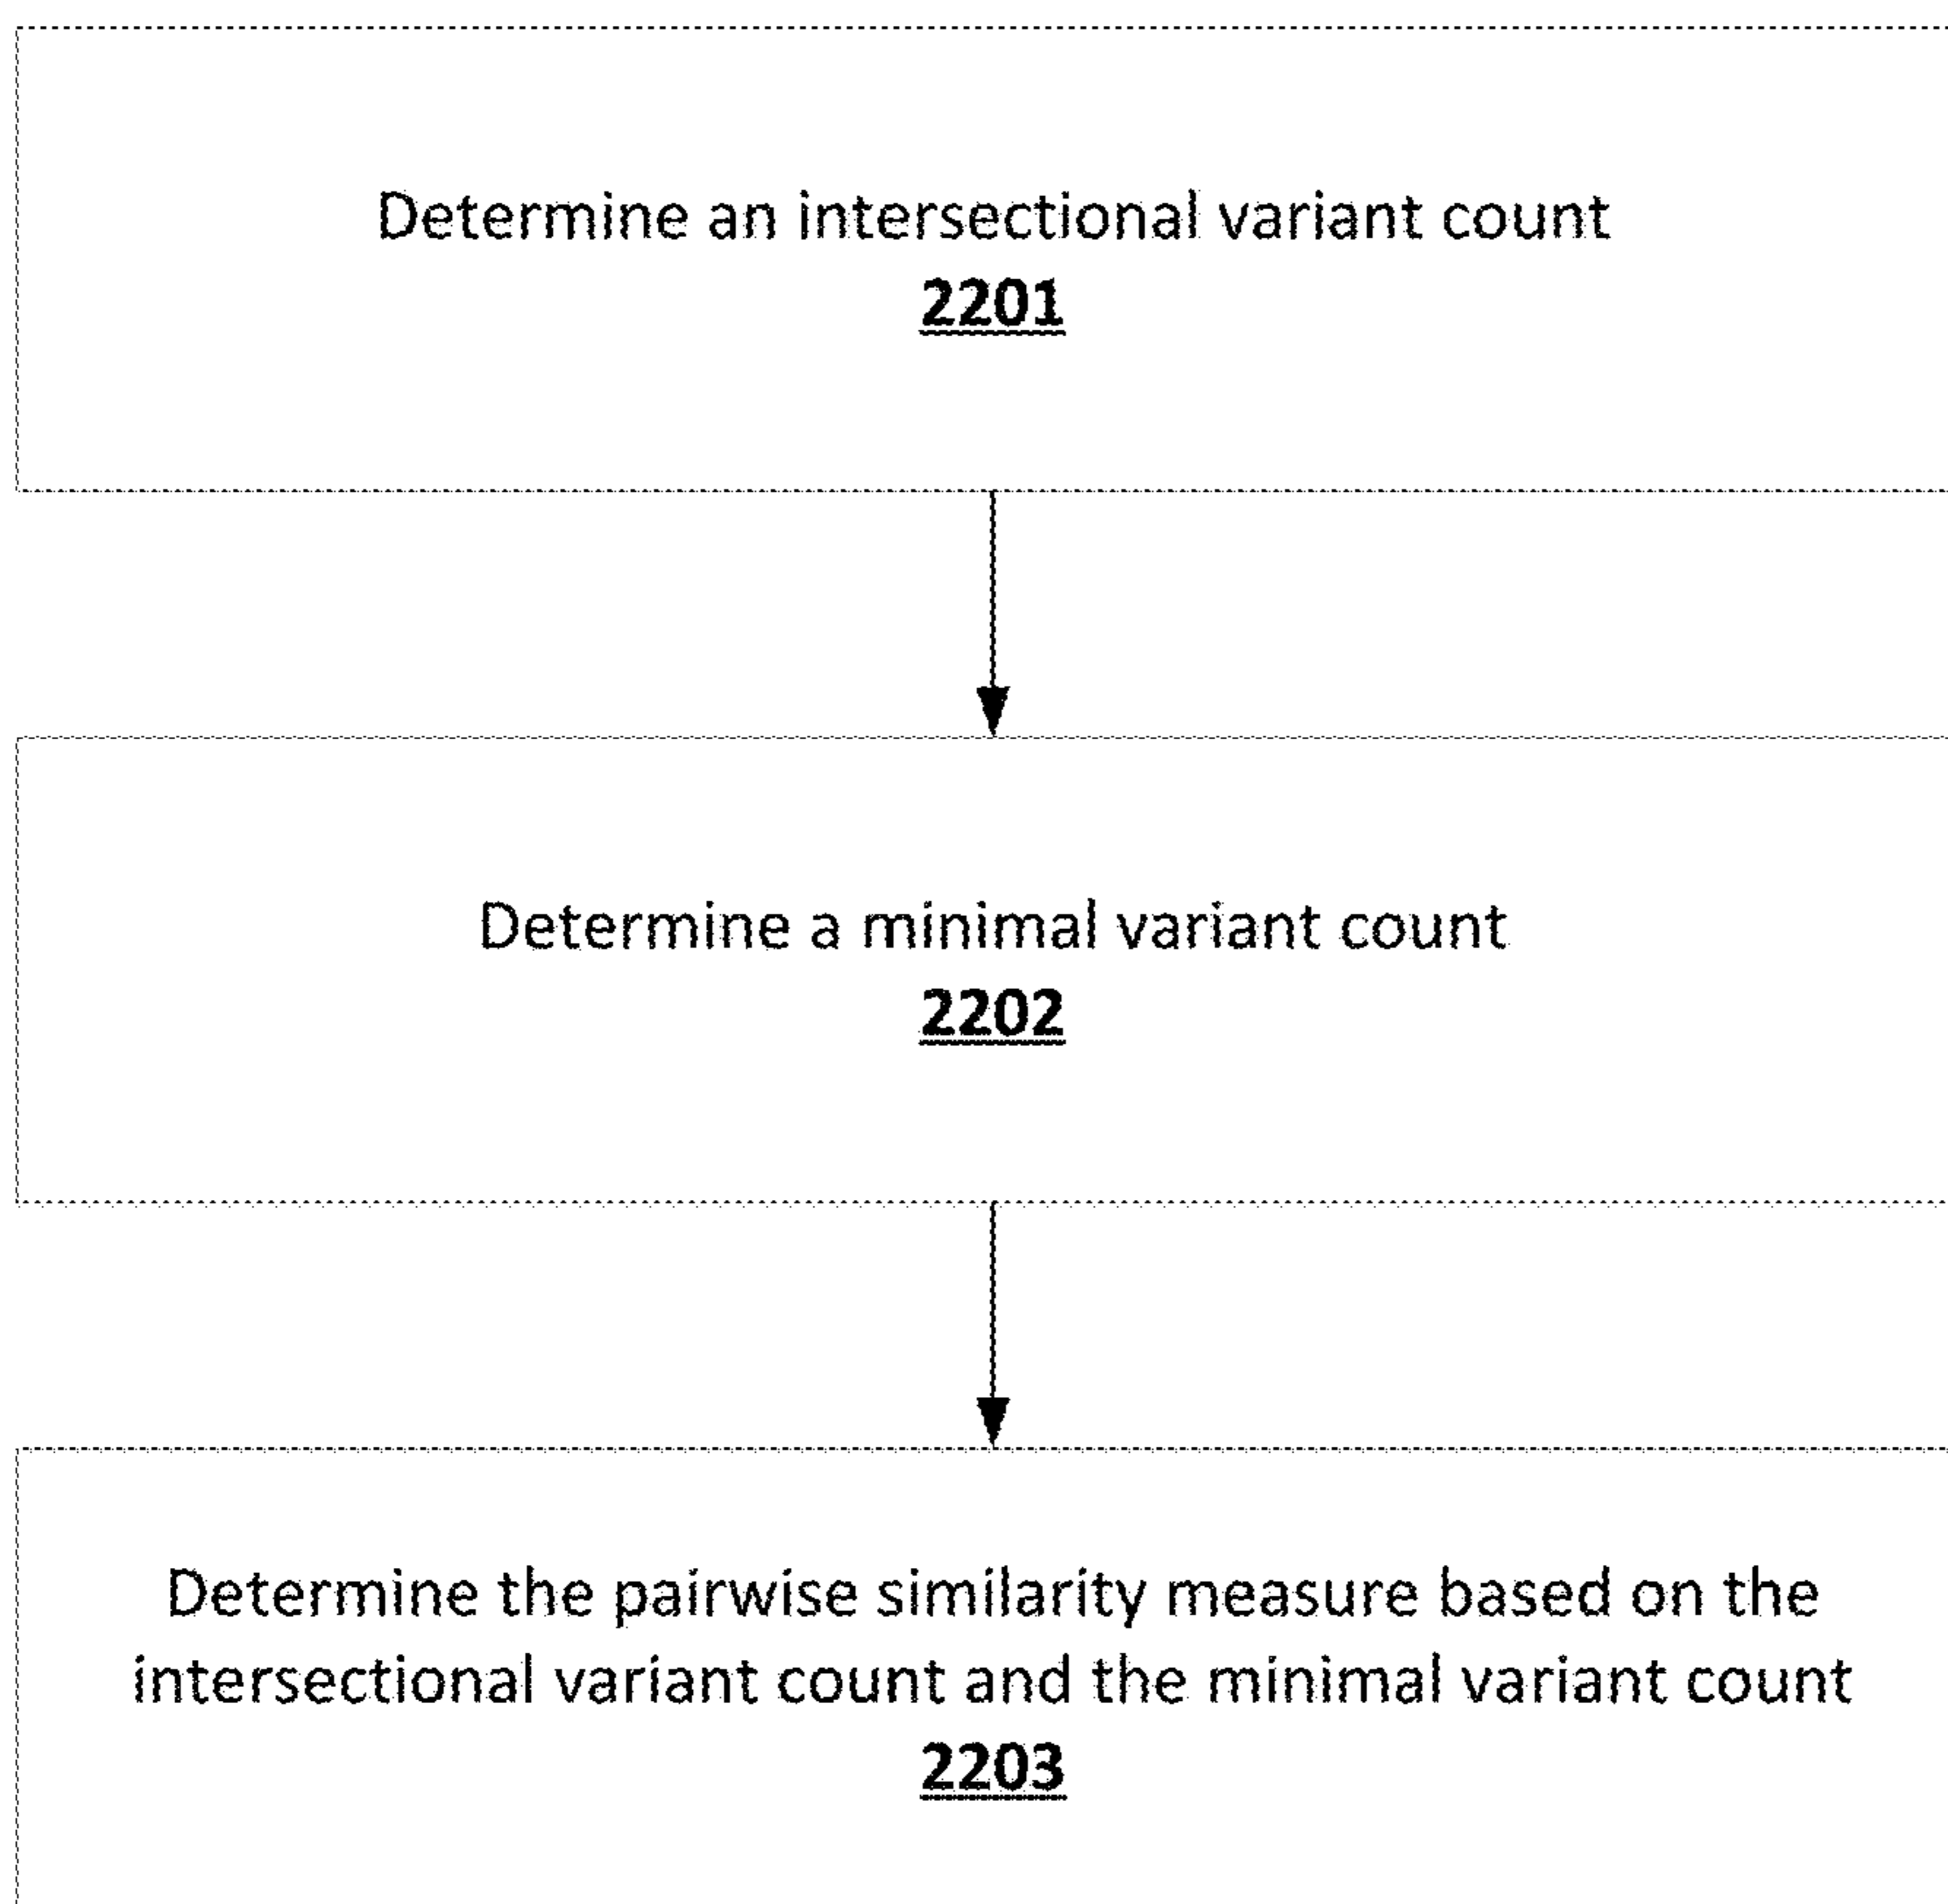 Determine an intersectional variant count
2201
Determine a minimal variant count
2202
Determine the pairwise similarity measure based on the
intersectional variant count and the minimal variant count
2203